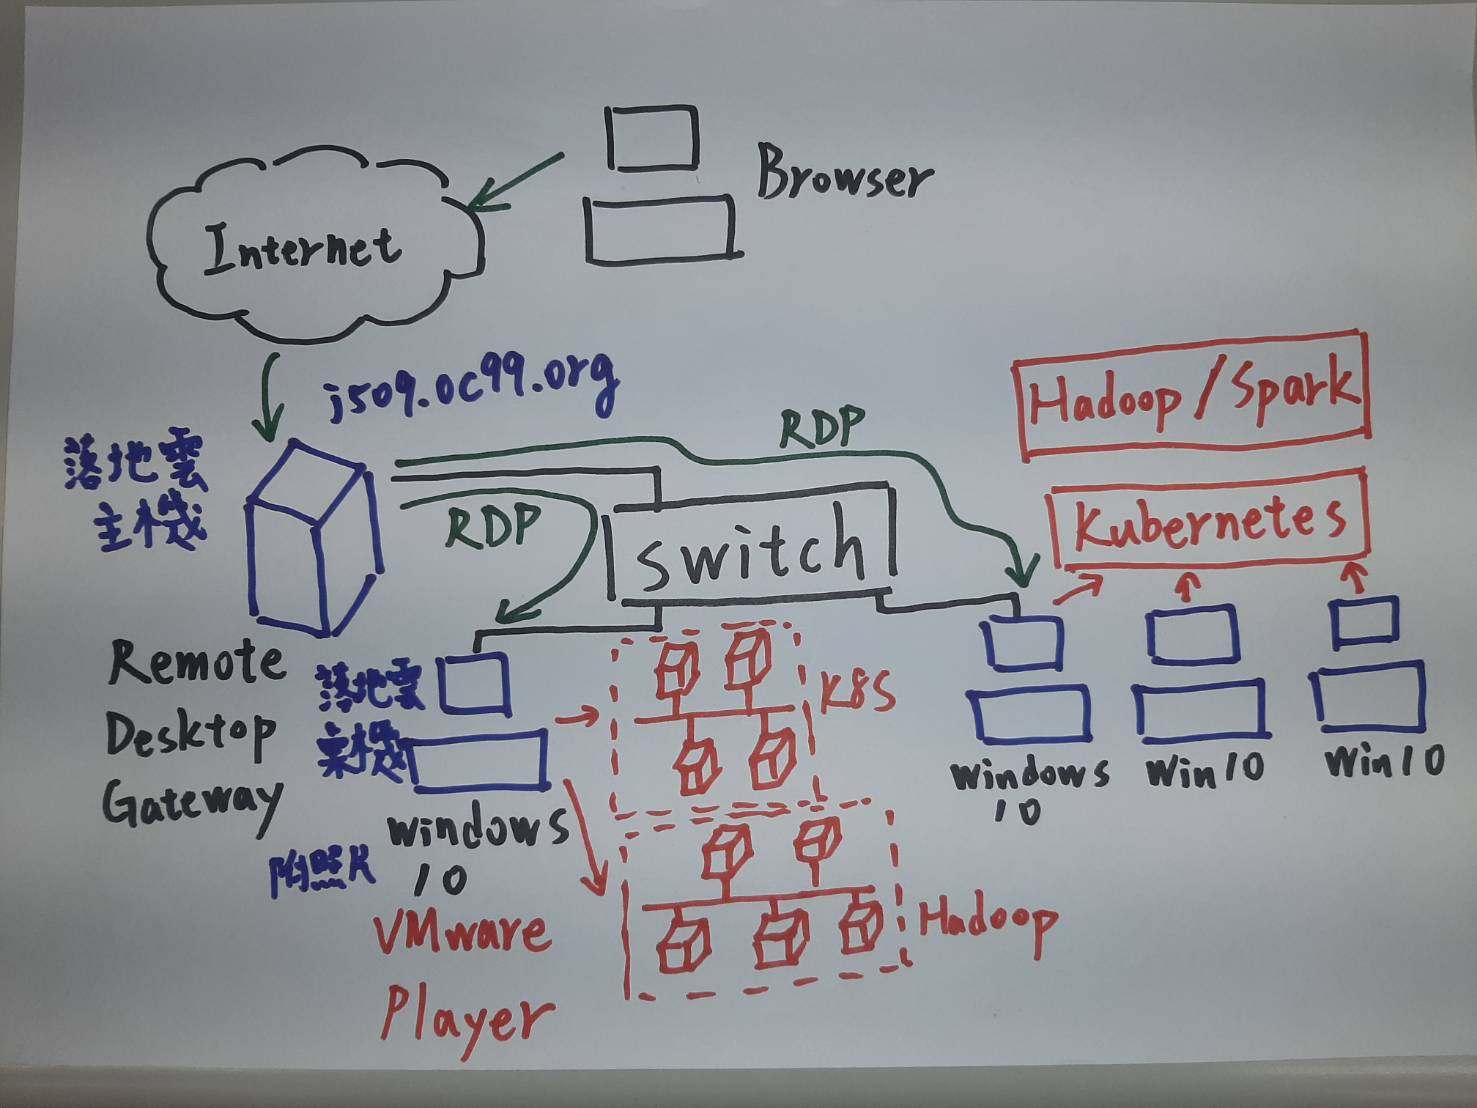 Browser
Internet
j509.oc99.org
落地雲
主機
RDP
RDP
switch
Hadoop / Spark
Kubernetes
Remote
Desktop
Gateway
落地雲
桌機
windows
10
附照片
VMware
Player
K8S
Hadoop
windows
10
Win10
Win10